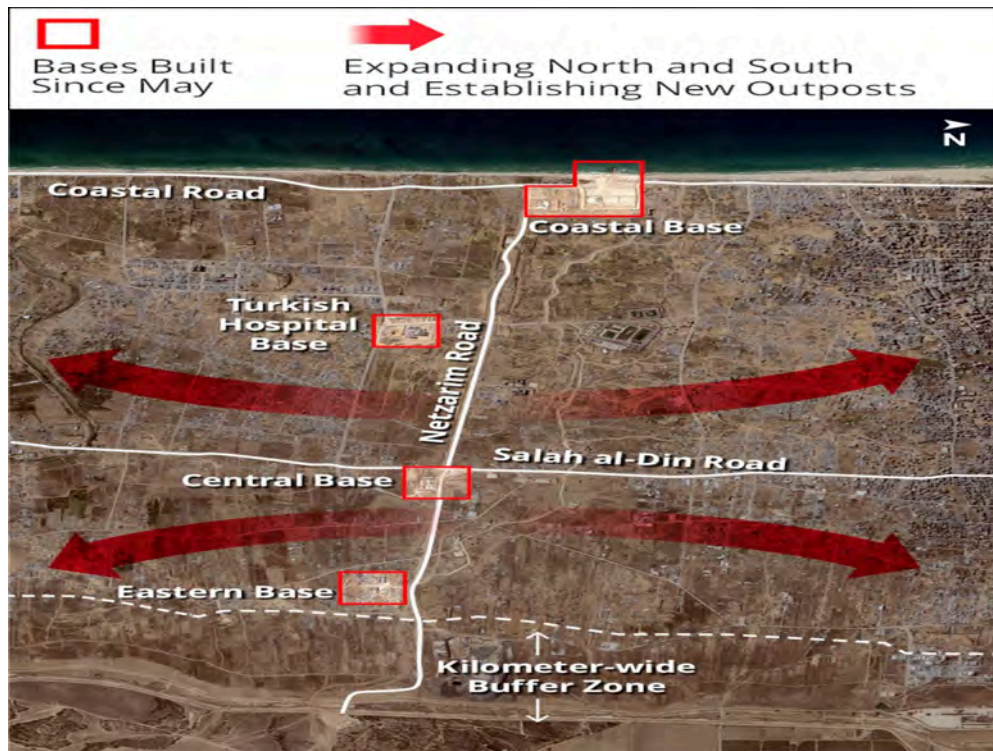 Bases Built
Since May
Expanding North and South
and Establishing New Outposts
N
Coastal Road
Coastal Base
Turkish
Hospital
Base
Netzarim Road
Salah al-Din Road
Central Base
Eastern Base
Kilometer-wide
Buffer Zone